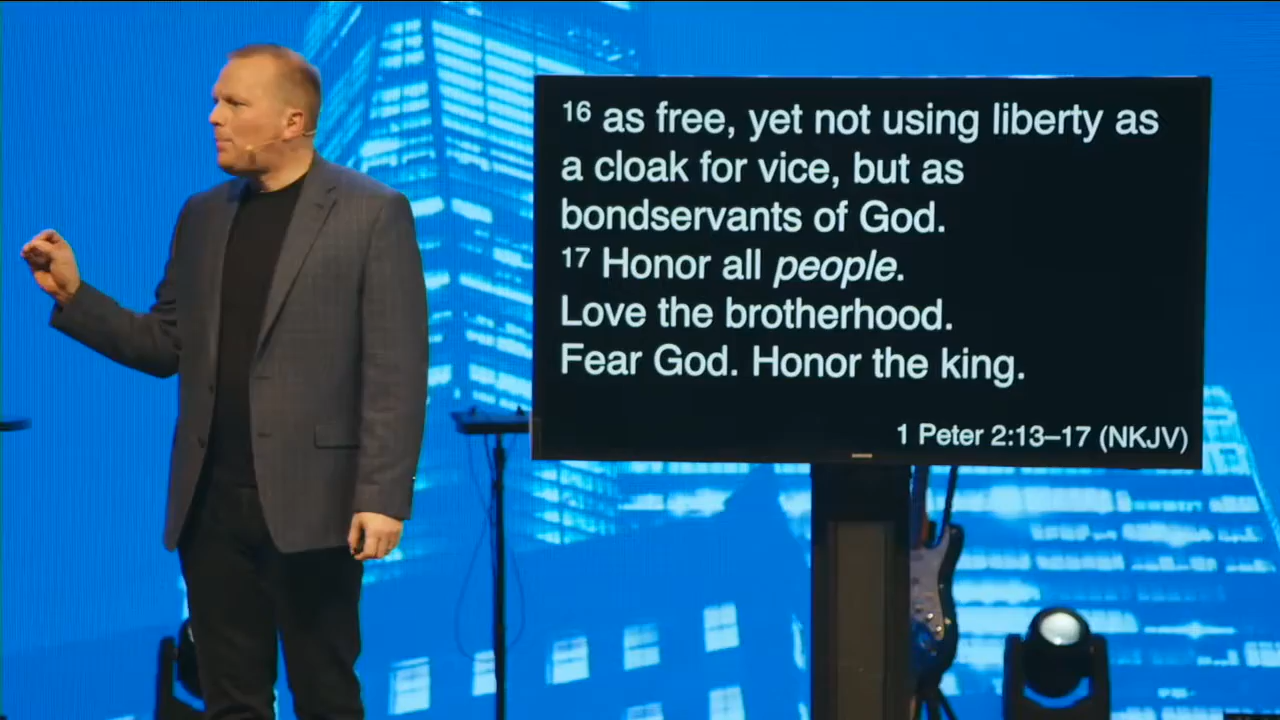 16 as free, yet not using liberty as
a cloak for vice, but as
bondservants of God.
17 Honor all people.
Love the brotherhood.
Fear God. Honor the king.
1 Peter 2:13–17 (NKJV)